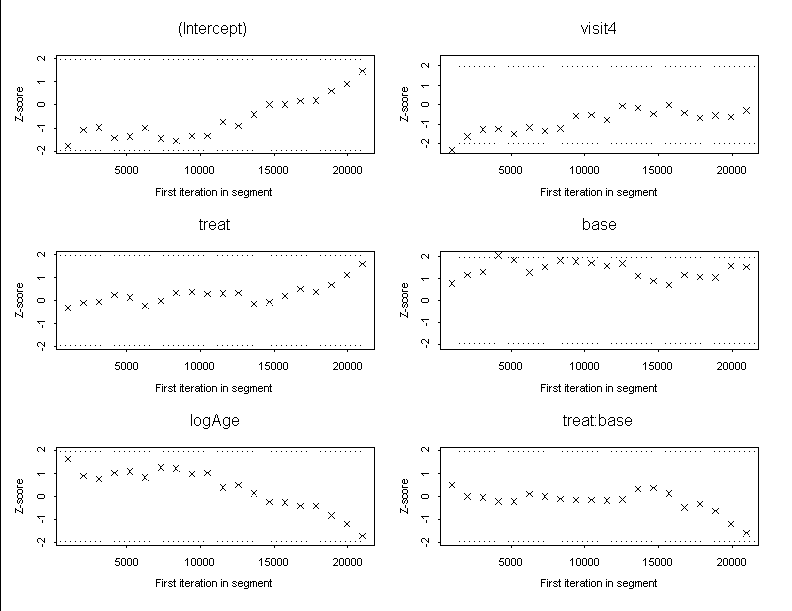 (Intercept)
Z-score
2
1
0
-1
-2
5000 10000 15000 20000
First iteration in segment
visit4
Z-score
2
1
0
-1
-2
5000 10000 15000 20000
First iteration in segment
treat
Z-score
2
1
0
-1
-2
5000 10000 15000 20000
First iteration in segment
base
Z-score
2
1
0
-1
-2
5000 10000 15000 20000
First iteration in segment
logAge
Z-score
2
1
0
-1
-2
5000 10000 15000 20000
First iteration in segment
treat:base
Z-score
2
1
0
-1
-2
5000 10000 15000 20000
First iteration in segment